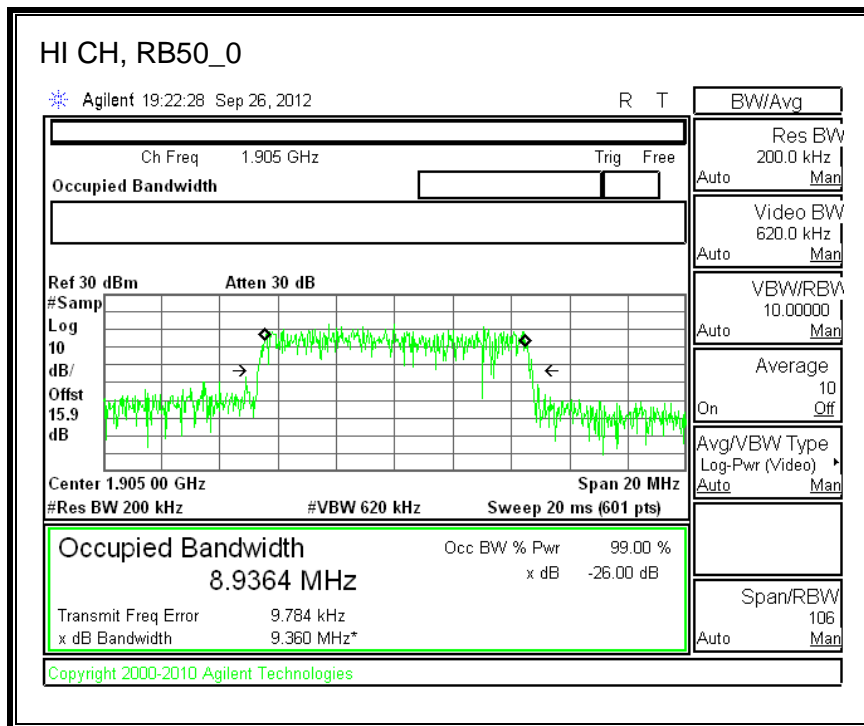 HI CH, RB50_0
Agilent 19:22:28 Sep 26, 2012 R T
BW/Avg
Ch Freq 1.905 GHz Trig Free
Occupied Bandwidth
Res BW
200.0 kHz
Auto Man
Video BW
620.0 kHz
Auto Man
VBW/RBW
10.00000
Auto Man
Average
10
On Off
Avg/VBW Type
Log-Pwr (Video)
Auto Man
Span/RBW
106
Auto Man
Ref 30 dBm Atten 30 dB
#Samp
Log
10
dB/
Offst
15.9
dB
Center 1.905 00 GHz Span 20 MHz
#Res BW 200 kHz #VBW 620 kHz Sweep 20 ms (601 pts)
Occupied Bandwidth Occ BW % Pwr 99.00 %
8.9364 MHz x dB -26.00 dB
Transmit Freq Error 9.784 kHz
x dB Bandwidth 9.360 MHz*
Copyright 2000-2010 Agilent Technologies